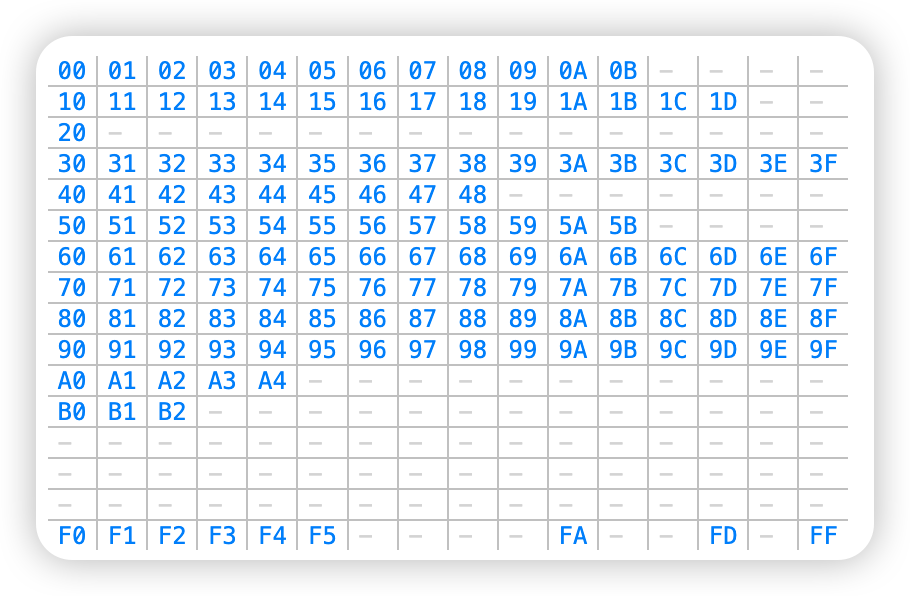 00 01 02 03 04 05 06 07 08 09 0A 0B – – – –
10 11 12 13 14 15 16 17 18 19 1A 1B 1C 1D – –
20 – – – – – – – – – – – – – – –
30 31 32 33 34 35 36 37 38 39 3A 3B 3C 3D 3E 3F
40 41 42 43 44 45 46 47 48 – – – – – – –
50 51 52 53 54 55 56 57 58 59 5A 5B – – – –
60 61 62 63 64 65 66 67 68 69 6A 6B 6C 6D 6E 6F
70 71 72 73 74 75 76 77 78 79 7A 7B 7C 7D 7E 7F
80 81 82 83 84 85 86 87 88 89 8A 8B 8C 8D 8E 8F
90 91 92 93 94 95 96 97 98 99 9A 9B 9C 9D 9E 9F
A0 A1 A2 A3 A4 – – – – – – – – – – –
B0 B1 B2 – – – – – – – – – – – – –
– – – – – – – – – – – – – – – –
– – – – – – – – – – – – – – – –
– – – – – – – – – – – – – – – –
F0 F1 F2 F3 F4 F5 – – – – FA – – FD – FF